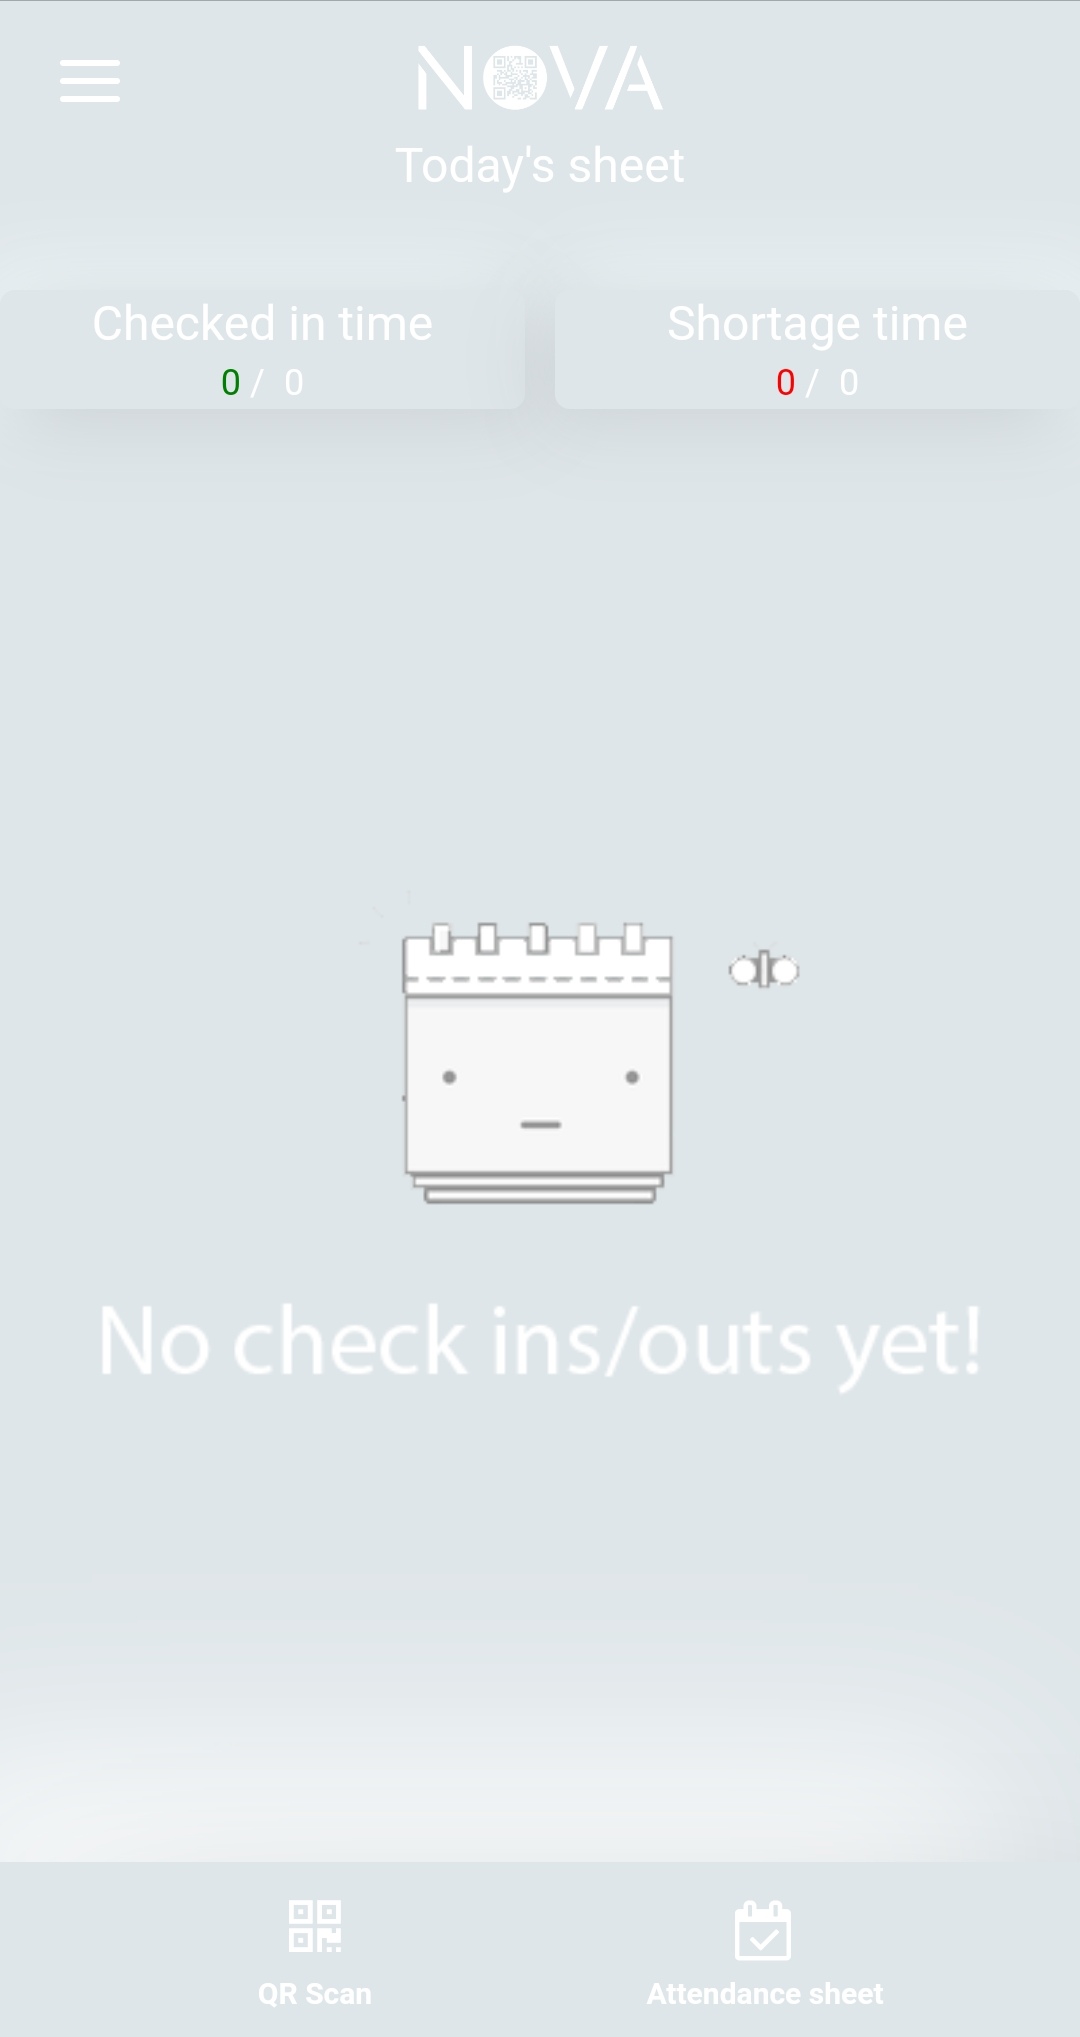 NOVA
Today's sheet
Checked in time
0 / 0
Shortage time
0 / 0
No check ins/outs yet!
QR Scan
Attendance sheet